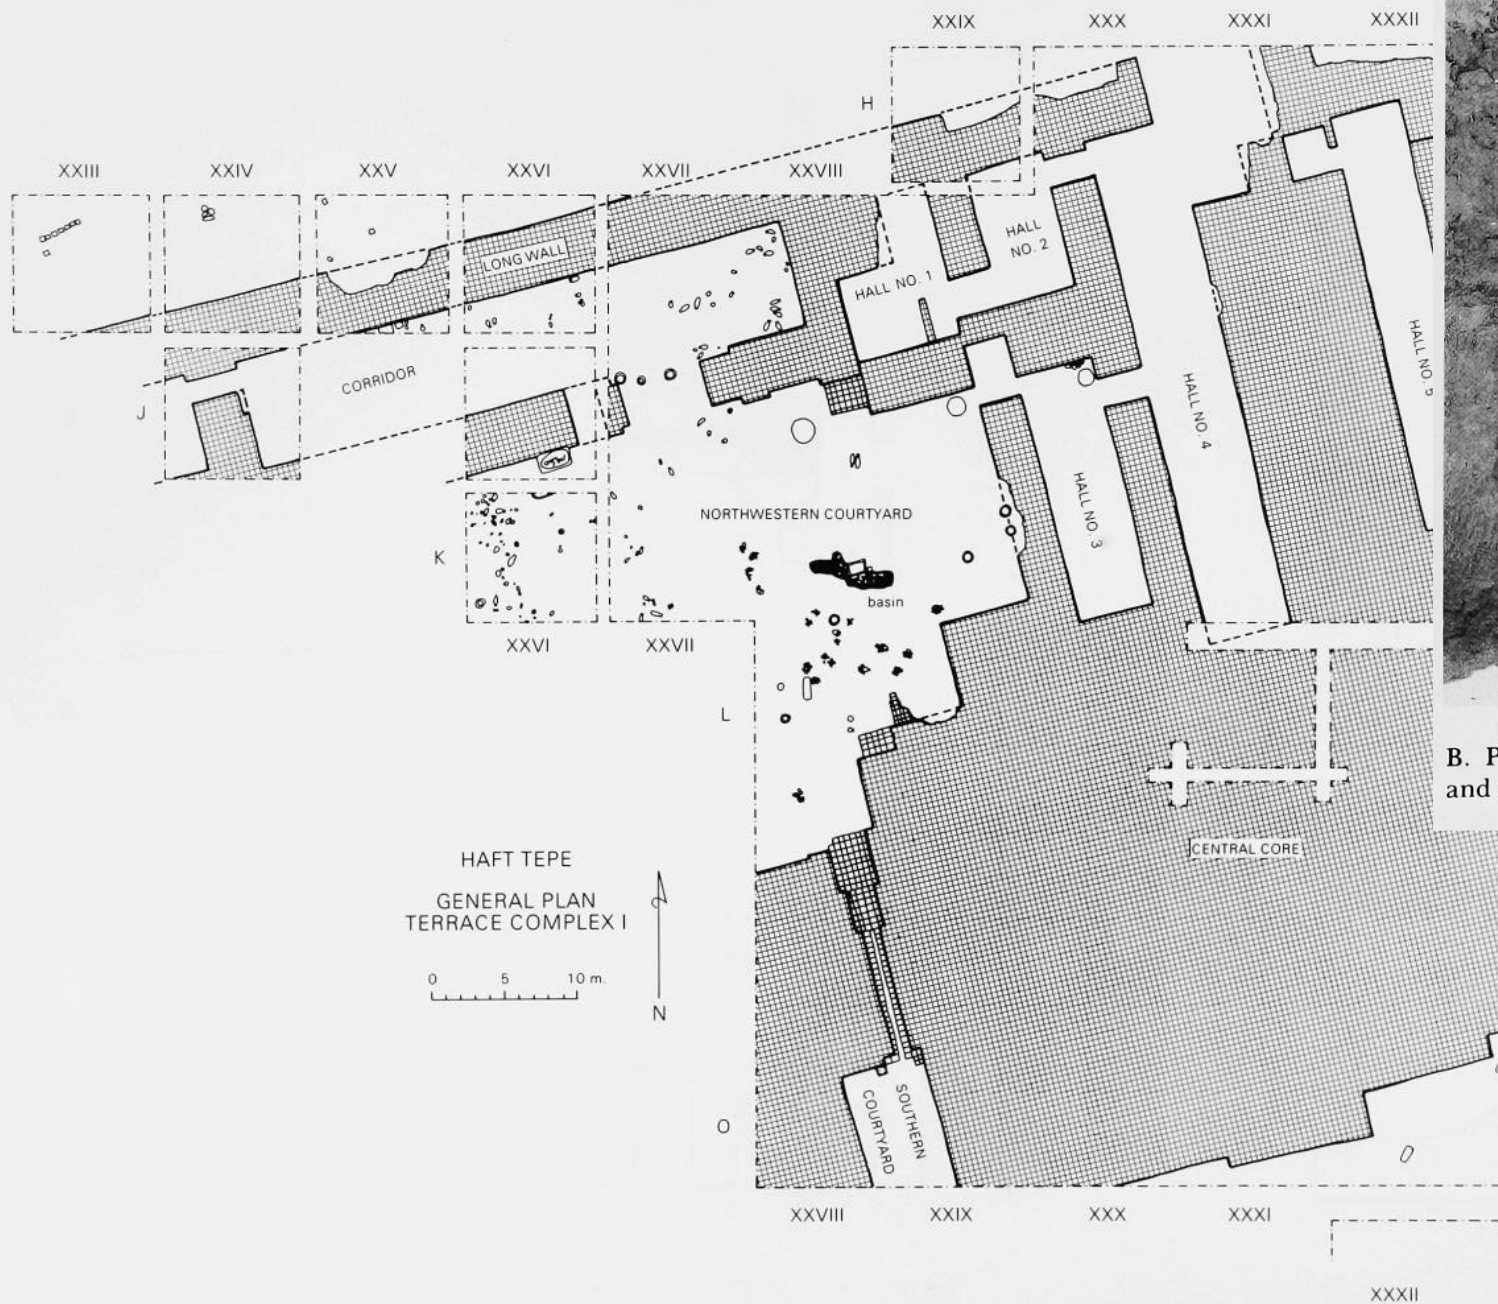 XXIX XXX XXXI XXXII
H
XXIII XXIV XXV XXVI XXVII XXVIII
LONG WALL
HALL
NO. 2
HALL NO. 1
CORRIDOR
J
HALL NO. 4
HALL NO. 5
HALL NO. 3
NORTHWESTERN COURTYARD
K
basin
XXVI XXVII
L
B. P
and
CENTRAL CORE
HAFT TEPE
GENERAL PLAN
TERRACE COMPLEX I
0 5 10 m.
N
SOUTHERN
COURTYARD
O
XXVIII XXIX XXX XXXI
XXXII